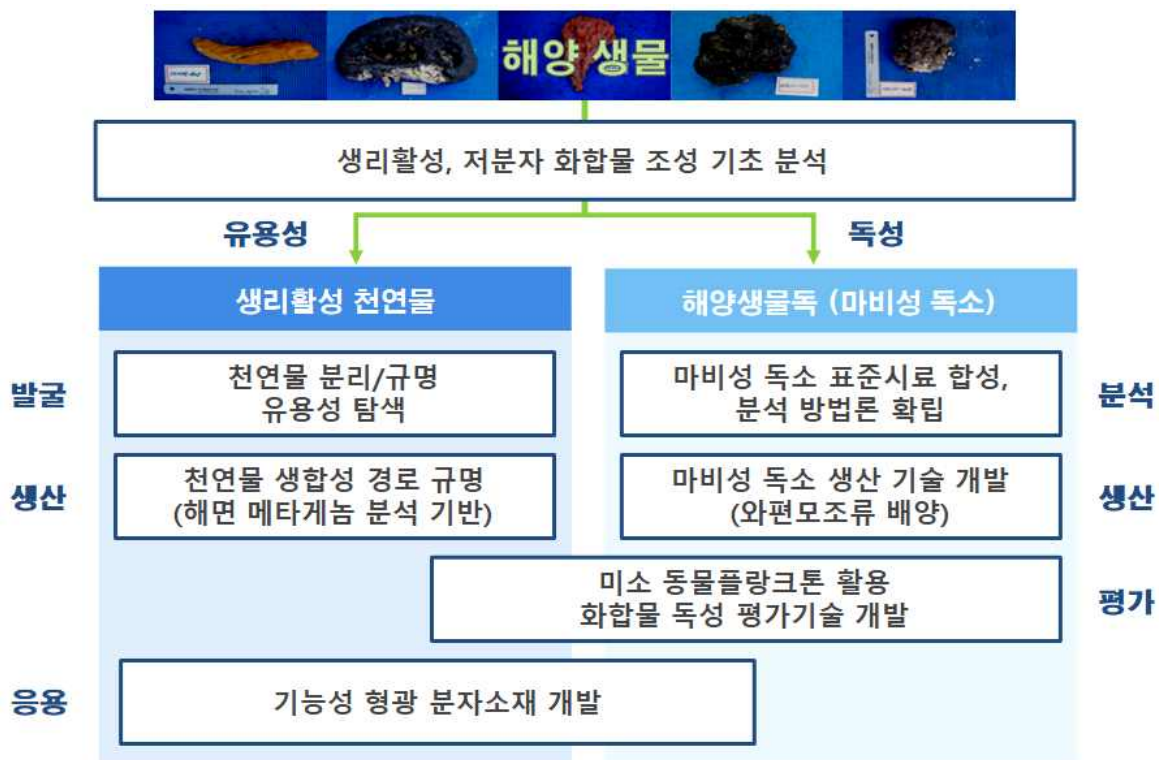 해양 생물
생리활성, 저분자 화합물 조성 기초 분석
유용성
독성
생리활성 천연물
해양생물독 (마비성 독소)
발굴
천연물 분리/규명
유용성 탐색
마비성 독소 표준시료 합성,
분석 방법론 확립
분석
생산
천연물 생합성 경로 규명
(해면 메타게놈 분석 기반)
마비성 독소 생산 기술 개발
(와편모조류 배양)
생산
미소 동물플랑크톤 활용
화합물 독성 평가기술 개발
평가
응용
기능성 형광 분자소재 개발